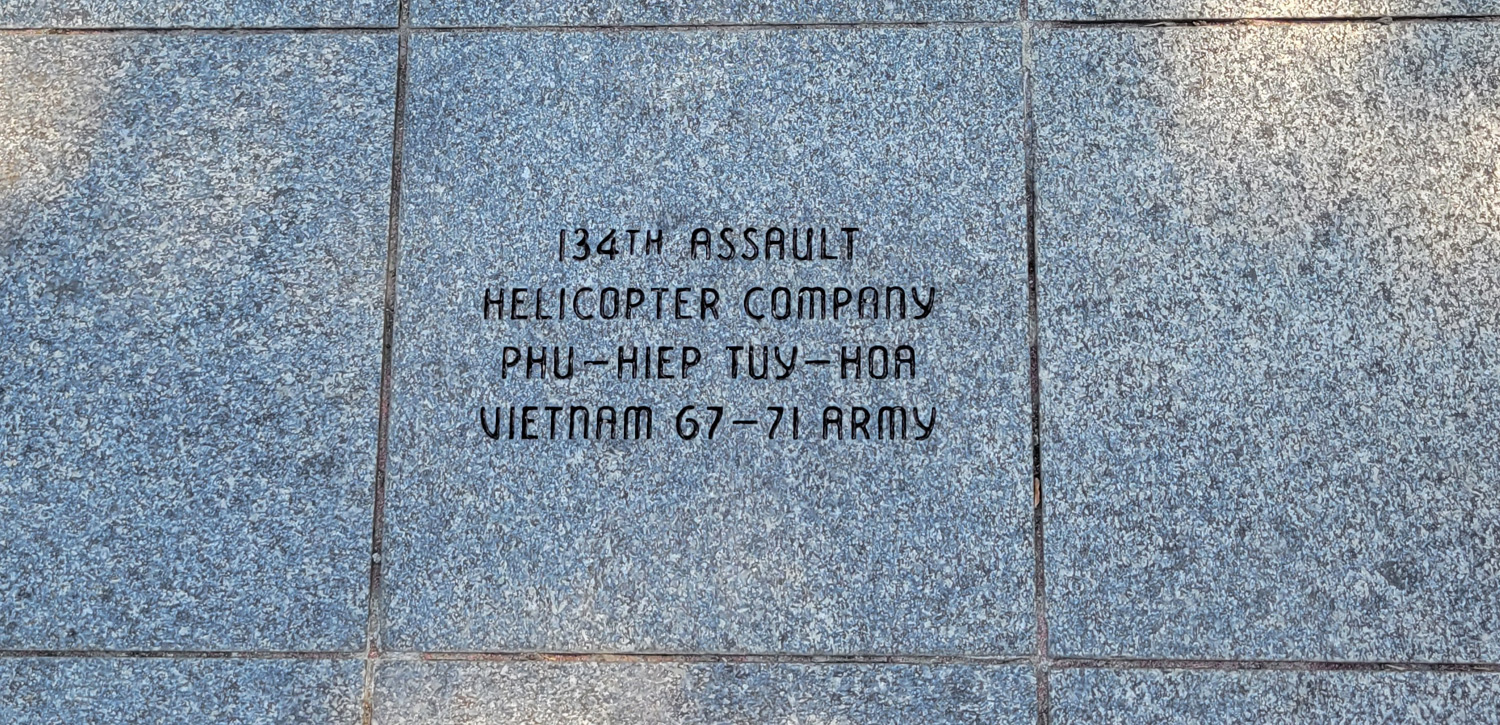 134TH ASSAULT
HELICOPTER COMPANY
PHU-HIEP TUY-HOA
VIETNAM 67-71 ARMY